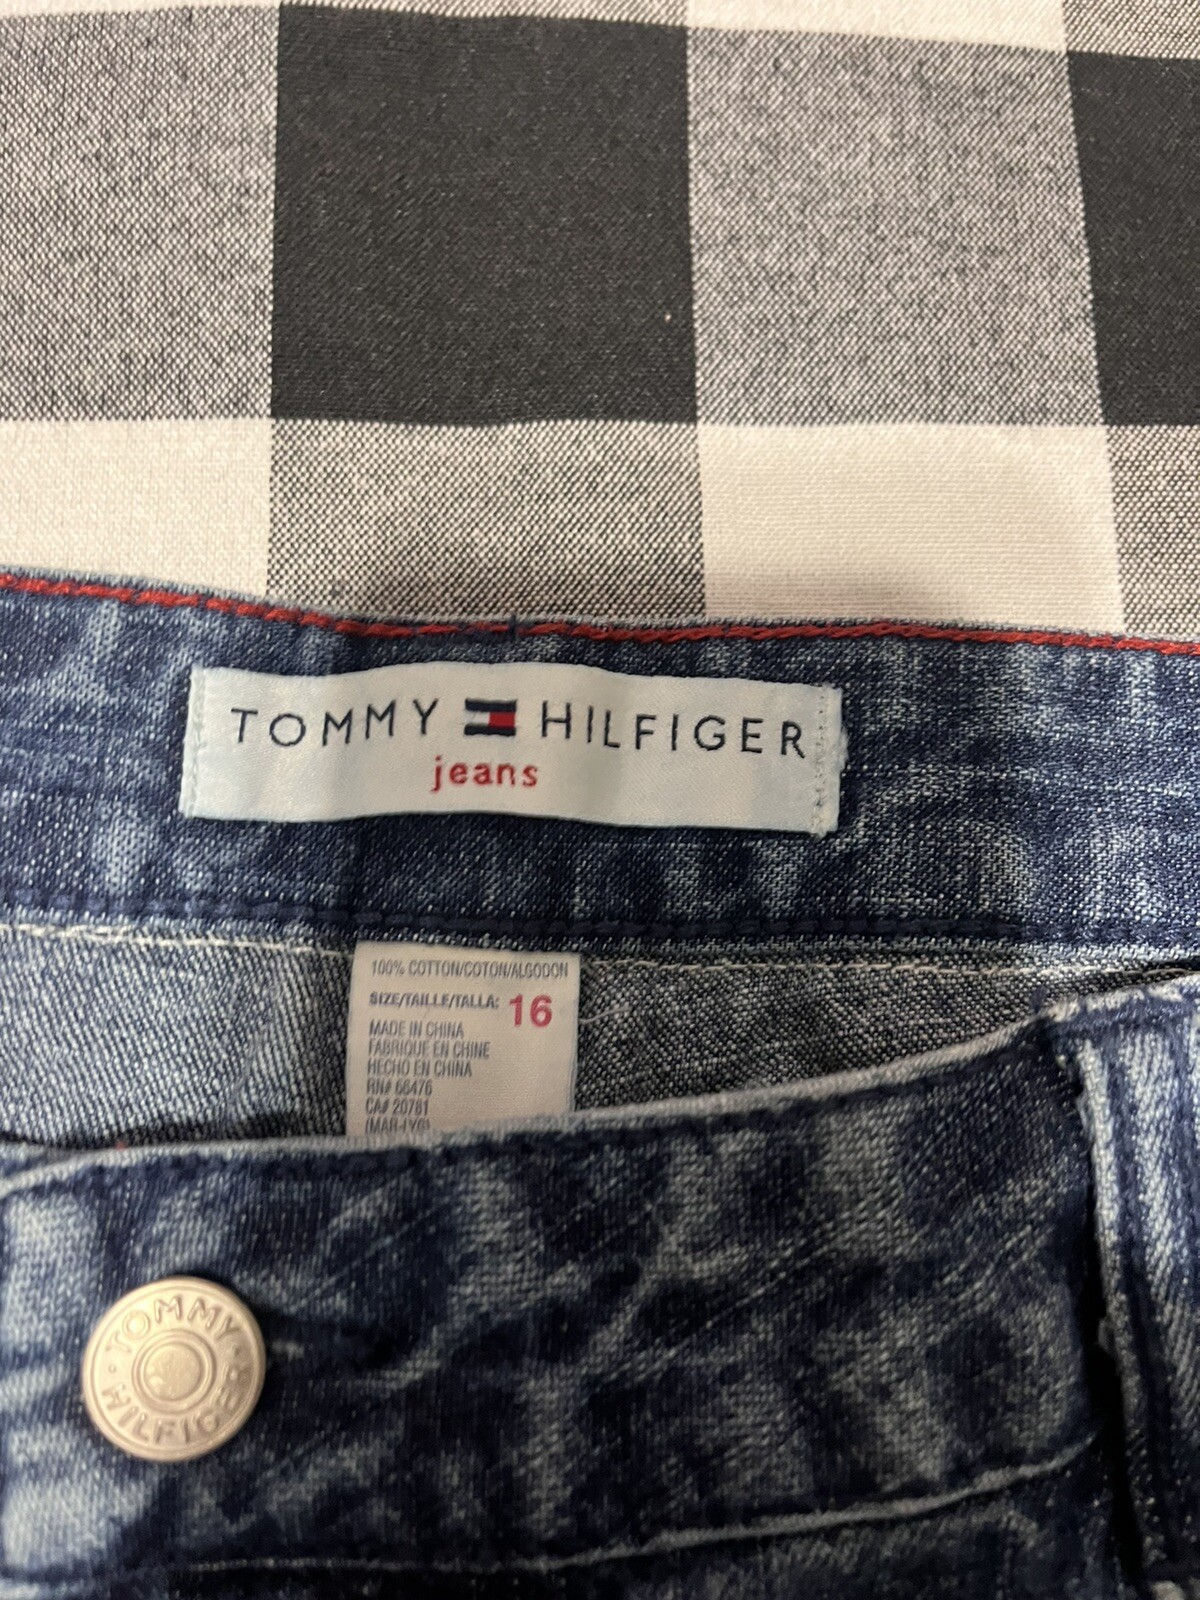 TOMMY HILFIGER
jeans
100% COTTON/COTON/ALGODON
SIZE/TAILLE/TALLA: 16
MADE IN CHINA
FABRIQUE EN CHINE
HECHO EN CHINA
RN# 66476
CA# 20781
TOMMY
HILFIGER